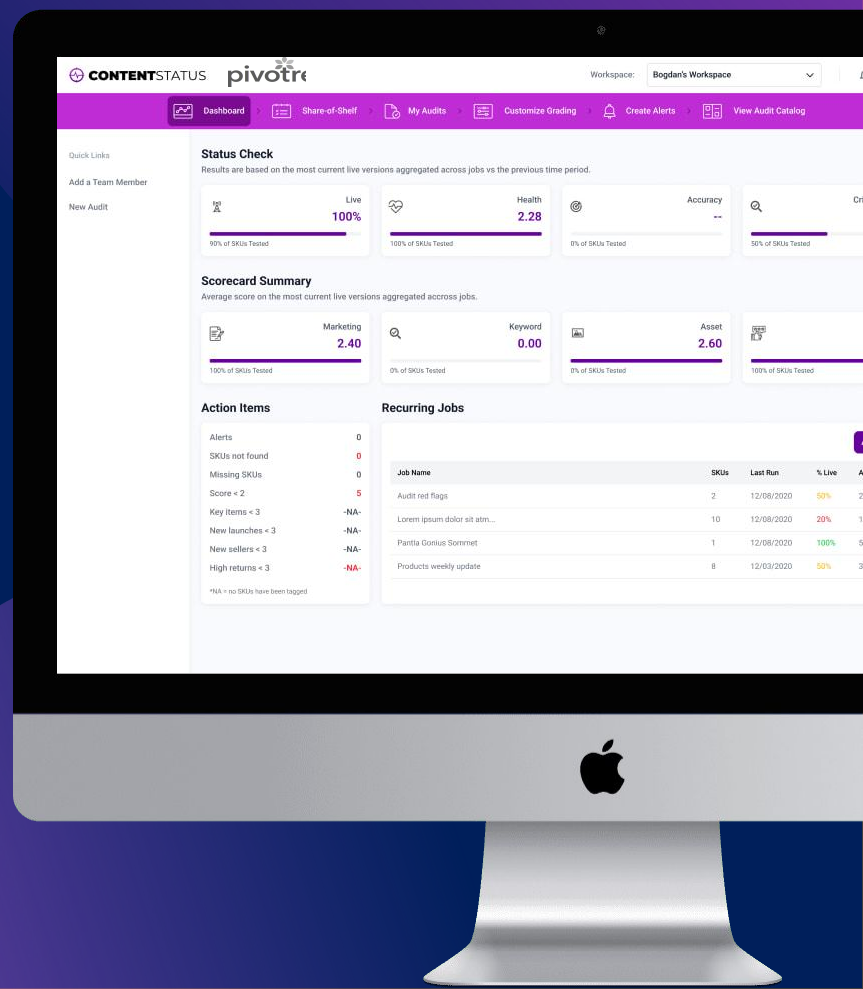 CONTENTSTATUS
pivotre
Workspace: Bogdan's Workspace
Dashboard Share-of-Shelf My Audits Customize Grading Create Alerts View Audit Catalog
Quick Links
Add a Team Member
New Audit
Status Check
Results are based on the most current live versions aggregated across jobs vs the previous time period.
Live
100%
90% of SKUs Tested
Health
2.28
100% of SKUs Tested
Accuracy
--
0% of SKUs Tested
Cri
50% of SKUs Tested
Scorecard Summary
Average score on the most current live versions aggregated accross jobs.
Marketing
2.40
100% of SKUs Tested
Keyword
0.00
0% of SKUs Tested
Asset
2.60
0% of SKUs Tested
100% of SKUs Tested
Action Items
Alerts 0
SKUs not found 0
Missing SKUs 0
Score < 2 5
Key items < 3 -NA-
New launches < 3 -NA-
New sellers < 3 -NA-
High returns < 3 -NA-
*NA = no SKUs have been tagged
Recurring Jobs
Job Name SKUs Last Run % Live A
Audit red flags 2 12/08/2020 50% 2
Lorem ipsum dolor sit atm... 10 12/08/2020 20% 1
Pantla Gonius Sommet 1 12/08/2020 100% 5
Products weekly update 8 12/03/2020 50% 3